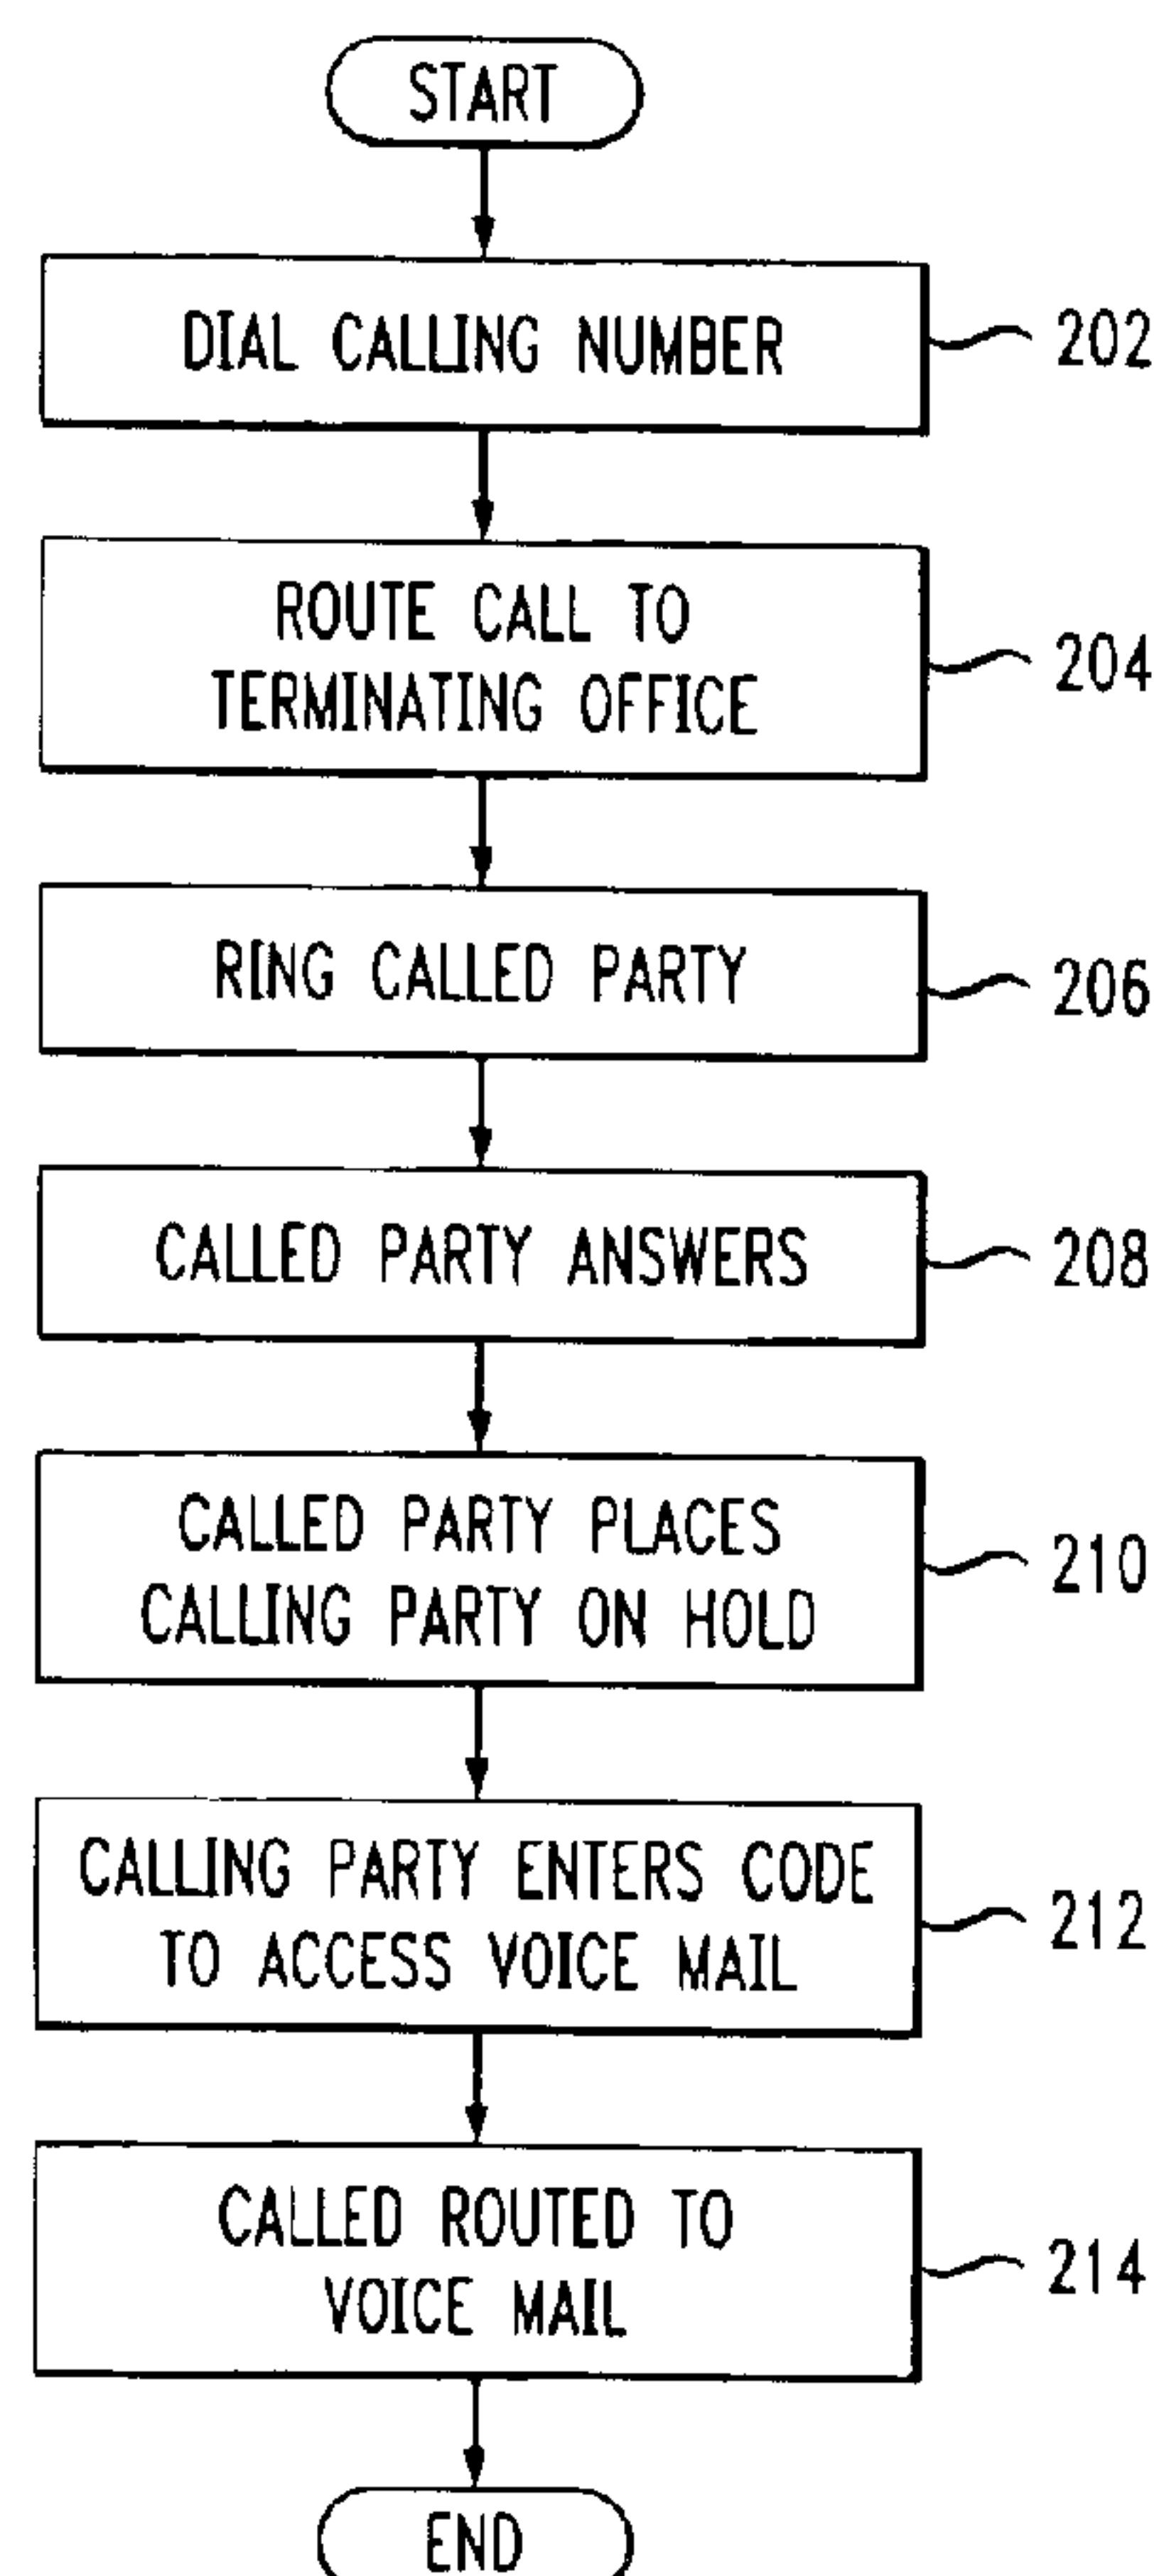 START
DIAL CALLING NUMBER
202
ROUTE CALL TO
TERMINATING OFFICE
204
RING CALLED PARTY
206
CALLED PARTY ANSWERS
208
CALLED PARTY PLACES
CALLING PARTY ON HOLD
210
CALLING PARTY ENTERS CODE
TO ACCESS VOICE MAIL
212
CALLED ROUTED TO
VOICE MAIL
214
END